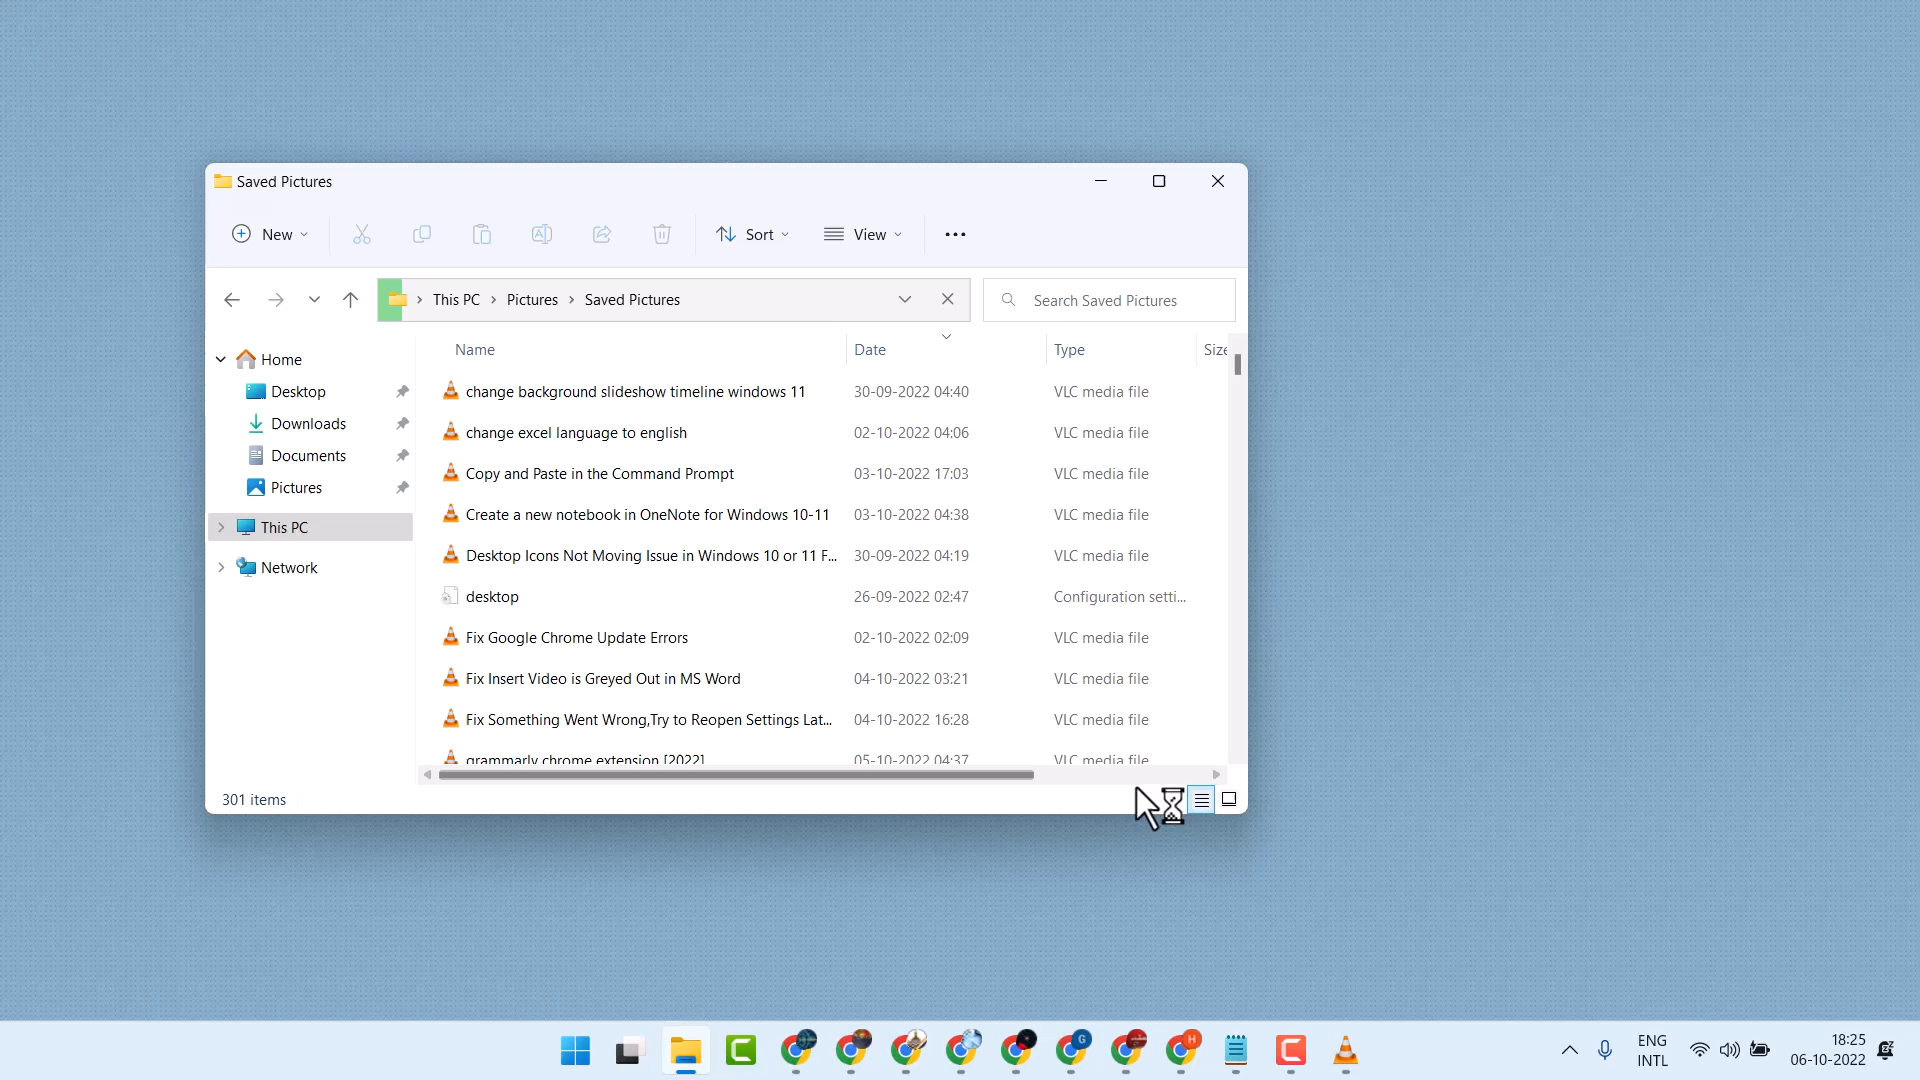 Saved Pictures
New
Sort
View
This PC
Pictures
Saved Pictures
Search Saved Pictures
Name
Date
Type
Size
Home
Desktop
Downloads
Documents
Pictures
This PC
Network
change background slideshow timeline windows 11 30-09-2022 04:40 VLC media file
change excel language to english 02-10-2022 04:06 VLC media file
Copy and Paste in the Command Prompt 03-10-2022 17:03 VLC media file
Create a new notebook in OneNote for Windows 10-11 03-10-2022 04:38 VLC media file
Desktop Icons Not Moving Issue in Windows 10 or 11 F... 30-09-2022 04:19 VLC media file
desktop 26-09-2022 02:47 Configuration setti...
Fix Google Chrome Update Errors 02-10-2022 02:09 VLC media file
Fix Insert Video is Greyed Out in MS Word 04-10-2022 03:21 VLC media file
Fix Something Went Wrong,Try to Reopen Settings Lat... 04-10-2022 16:28 VLC media file
grammarly chrome extension [2022] 05-10-2022 04:37 VLC media file
301 items
G
H
ENG
INTL
18:25
06-10-2022